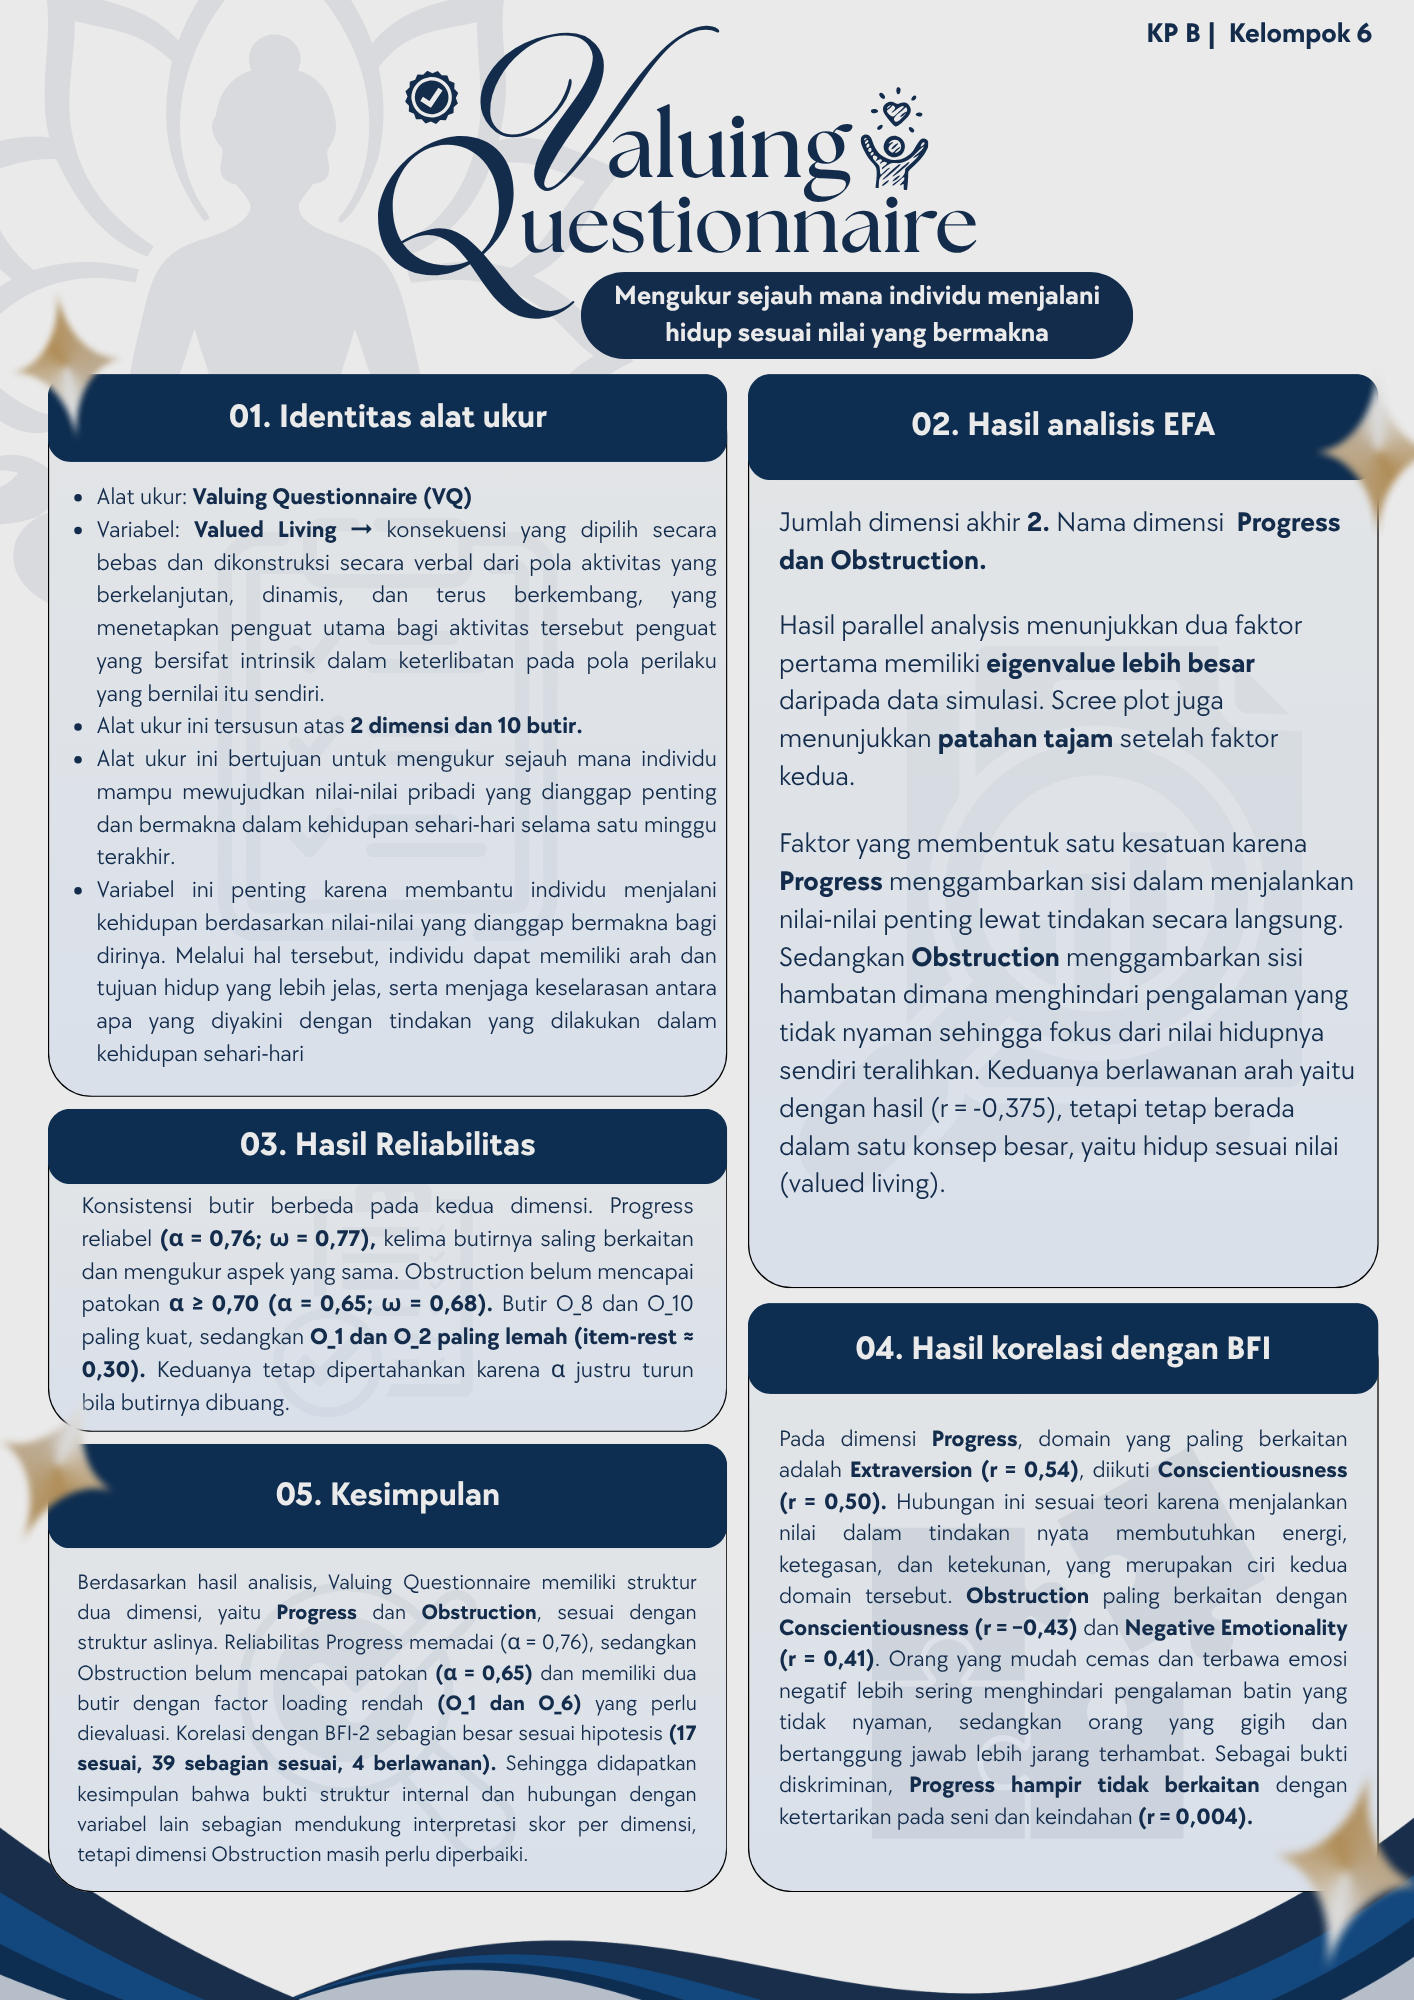 KP B | Kelompok 6
Valuing
Questionnaire
Mengukur sejauh mana individu menjalani
hidup sesuai nilai yang bermakna
01. Identitas alat ukur
• Alat ukur: Valuing Questionnaire (VQ)
• Variabel: Valued Living → konsekuensi yang dipilih secara
bebas dan dikonstruksi secara verbal dari pola aktivitas yang
berkelanjutan, dinamis, dan terus berkembang, yang
menetapkan penguat utama bagi aktivitas tersebut penguat
yang bersifat intrinsik dalam keterlibatan pada pola perilaku
yang bernilai itu sendiri.
• Alat ukur ini tersusun atas 2 dimensi dan 10 butir.
• Alat ukur ini bertujuan untuk mengukur sejauh mana individu
mampu mewujudkan nilai-nilai pribadi yang dianggap penting
dan bermakna dalam kehidupan sehari-hari selama satu minggu
terakhir.
• Variabel ini penting karena membantu individu menjalani
kehidupan berdasarkan nilai-nilai yang dianggap bermakna bagi
dirinya. Melalui hal tersebut, individu dapat memiliki arah dan
tujuan hidup yang lebih jelas, serta menjaga keselarasan antara
apa yang diyakini dengan tindakan yang dilakukan dalam
kehidupan sehari-hari
02. Hasil analisis EFA
Jumlah dimensi akhir 2. Nama dimensi Progress
dan Obstruction.
Hasil parallel analysis menunjukkan dua faktor
pertama memiliki eigenvalue lebih besar
daripada data simulasi. Scree plot juga
menunjukkan patahan tajam setelah faktor
kedua.
Faktor yang membentuk satu kesatuan karena
Progress menggambarkan sisi dalam menjalankan
nilai-nilai penting lewat tindakan secara langsung.
Sedangkan Obstruction menggambarkan sisi
hambatan dimana menghindari pengalaman yang
tidak nyaman sehingga fokus dari nilai hidupnya
sendiri teralihkan. Keduanya berlawanan arah yaitu
dengan hasil (r = -0,375), tetapi tetap berada
dalam satu konsep besar, yaitu hidup sesuai nilai
(valued living).
03. Hasil Reliabilitas
Konsistensi butir berbeda pada kedua dimensi. Progress
reliabel (α = 0,76; ω = 0,77), kelima butirnya saling berkaitan
dan mengukur aspek yang sama. Obstruction belum mencapai
patokan α ≥ 0,70 (α = 0,65; ω = 0,68). Butir O_8 dan O_10
paling kuat, sedangkan O_1 dan O_2 paling lemah (item-rest ≈
0,30). Keduanya tetap dipertahankan karena α justru turun
bila butirnya dibuang.
04. Hasil korelasi dengan BFI
Pada dimensi Progress, domain yang paling berkaitan
adalah Extraversion (r = 0,54), diikuti Conscientiousness
(r = 0,50). Hubungan ini sesuai teori karena menjalankan
nilai dalam tindakan nyata membutuhkan energi,
ketegasan, dan ketekunan, yang merupakan ciri kedua
domain tersebut. Obstruction paling berkaitan dengan
Conscientiousness (r = −0,43) dan Negative Emotionality
(r = 0,41). Orang yang mudah cemas dan terbawa emosi
negatif lebih sering menghindari pengalaman batin yang
tidak nyaman, sedangkan orang yang gigih dan
bertanggung jawab lebih jarang terhambat. Sebagai bukti
diskriminan, Progress hampir tidak berkaitan dengan
ketertarikan pada seni dan keindahan (r = 0,004).
05. Kesimpulan
Berdasarkan hasil analisis, Valuing Questionnaire memiliki struktur
dua dimensi, yaitu Progress dan Obstruction, sesuai dengan
struktur aslinya. Reliabilitas Progress memadai (α = 0,76), sedangkan
Obstruction belum mencapai patokan (α = 0,65) dan memiliki dua
butir dengan factor loading rendah (O_1 dan O_6) yang perlu
dievaluasi. Korelasi dengan BFI-2 sebagian besar sesuai hipotesis (17
sesuai, 39 sebagian sesuai, 4 berlawanan). Sehingga didapatkan
kesimpulan bahwa bukti struktur internal dan hubungan dengan
variabel lain sebagian mendukung interpretasi skor per dimensi,
tetapi dimensi Obstruction masih perlu diperbaiki.